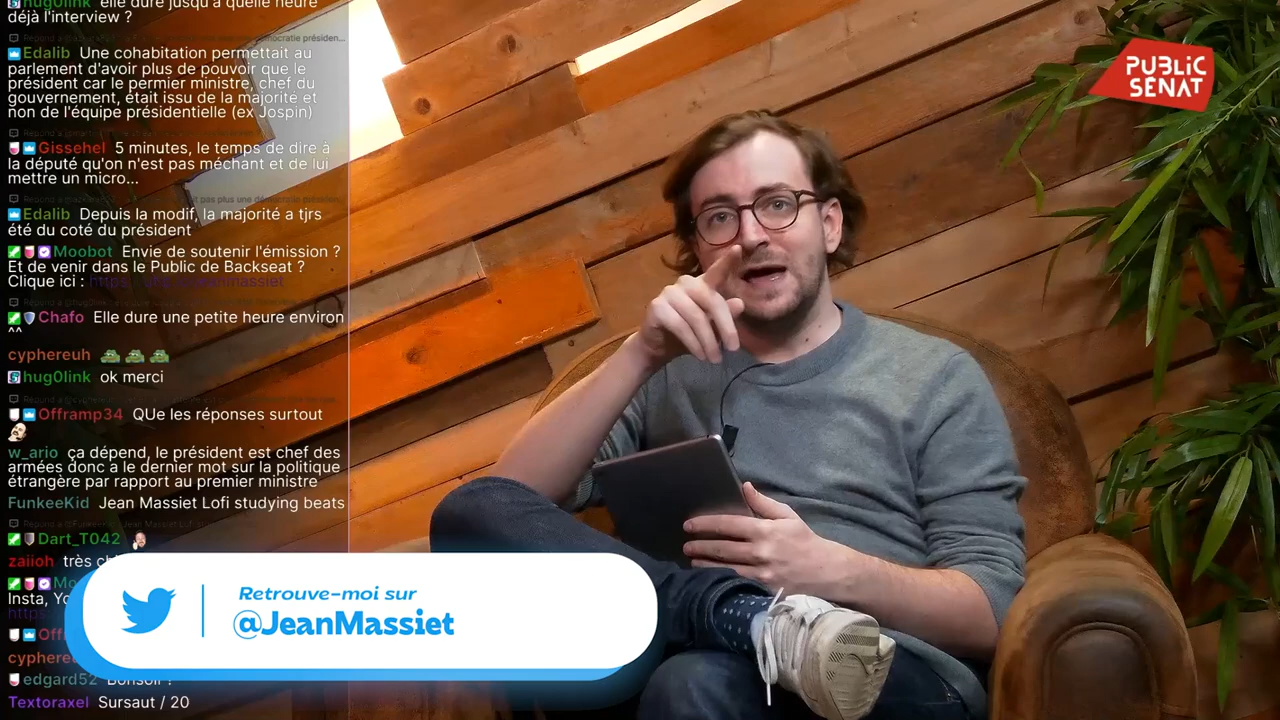 hug0link elle dure jusqu'à quelle heure
déjà l'interview ?
Edalib Une cohabitation permettait au
parlement d'avoir plus de pouvoir que le
président car le permier ministre, chef du
gouvernement, était issu de la majorité et
non de l'équipe présidentielle (ex Jospin)
Gissehel 5 minutes, le temps de dire à
la député qu'on n'est pas méchant et de lui
mettre un micro...
Edalib Depuis la modif, la majorité a tjrs
été du coté du président
Moobot Envie de soutenir l'émission ?
Et de venir dans le Public de Backseat ?
Clique ici :
Chafo Elle dure une petite heure environ
^^
cyphereuh
hug0link ok merci
Offramp34 QUe les réponses surtout
w_ario ça dépend, le président est chef des
armées donc a le dernier mot sur la politique
étrangère par rapport au premier ministre
FunkeeKid Jean Massiet Lofi studying beats
Dart_T042
zaiioh très
Insta,
edgard52 Bonsoir !
Textoraxel Sursaut / 20
Retrouve-moi sur
@JeanMassiet
PUBLIC
SÉNAT